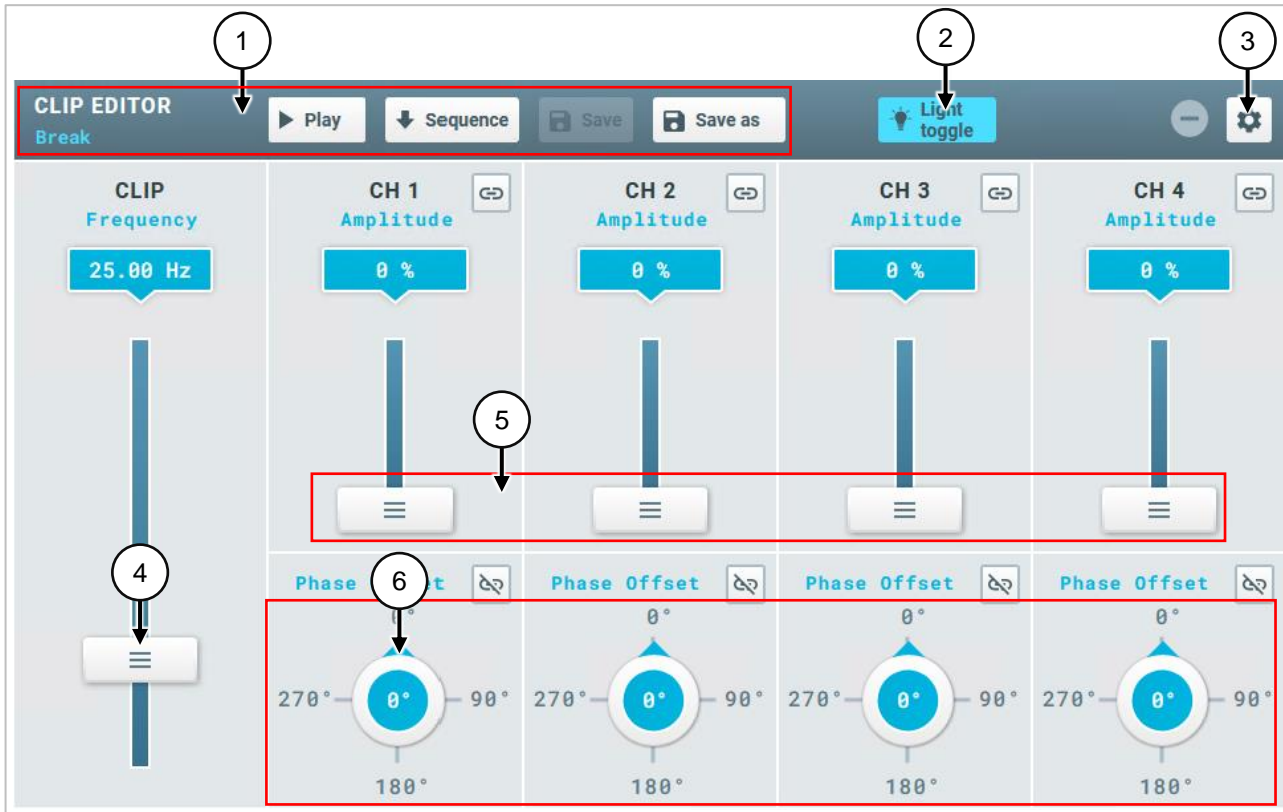 1
2
3
CLIP EDITOR
Break
Play
Sequence
Save
Save as
Light
toggle
CLIP
Frequency
25.00 Hz
CH 1
Amplitude
0 %
CH 2
Amplitude
0 %
CH 3
Amplitude
0 %
CH 4
Amplitude
0 %
5
4
6
Phase et
0°
270°
0°
90°
180°
Phase Offset
0°
270°
0°
90°
180°
Phase Offset
0°
270°
0°
90°
180°
Phase Offset
0°
270°
0°
90°
180°